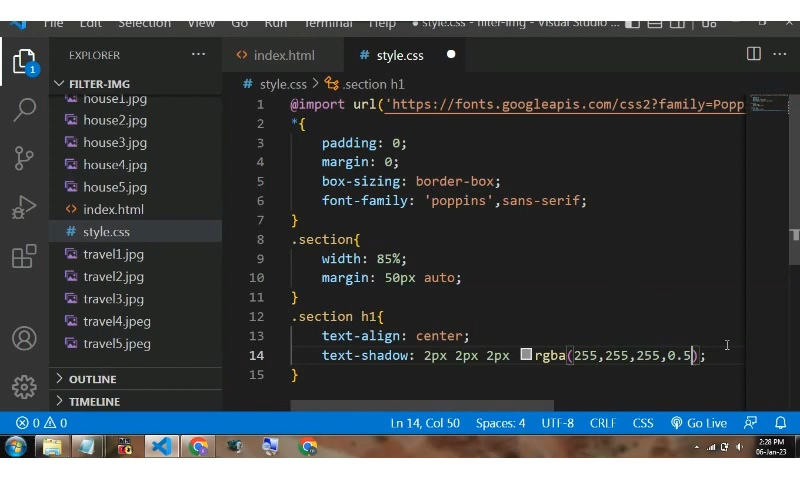 File Edit Selection View Go Run Terminal Help • style.css - filter-img - Visual Studio ...
EXPLORER ...
index.html
# style.css
FILTER-IMG
# style.css > .section h1
house1.jpg
house2.jpg
house3.jpg
house4.jpg
house5.jpg
index.html
# style.css
travel1.jpg
travel2.jpg
travel3.jpg
travel4.jpeg
travel5.jpeg
OUTLINE
TIMELINE
1
1 @import url('https://fonts.googleapis.com/css2?family=Popp
2 *{
3 padding: 0;
4 margin: 0;
5 box-sizing: border-box;
6 font-family: 'poppins',sans-serif;
7 }
8 .section{
9 width: 85%;
10 margin: 50px auto;
11 }
12 .section h1{
13 text-align: center;
14 text-shadow: 2px 2px 2px rgba(255,255,255,0.5);
15 }
0 0
Ln 14, Col 50 Spaces: 4 UTF-8 CRLF CSS Go Live
2:28 PM
06-Jan-23